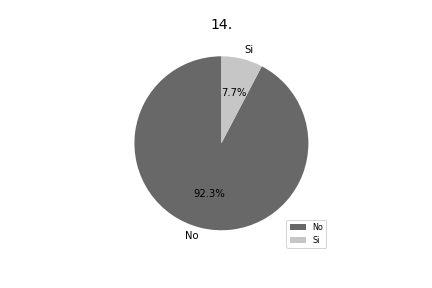 14.
Si
7.7%
92.3%
No
No
Si